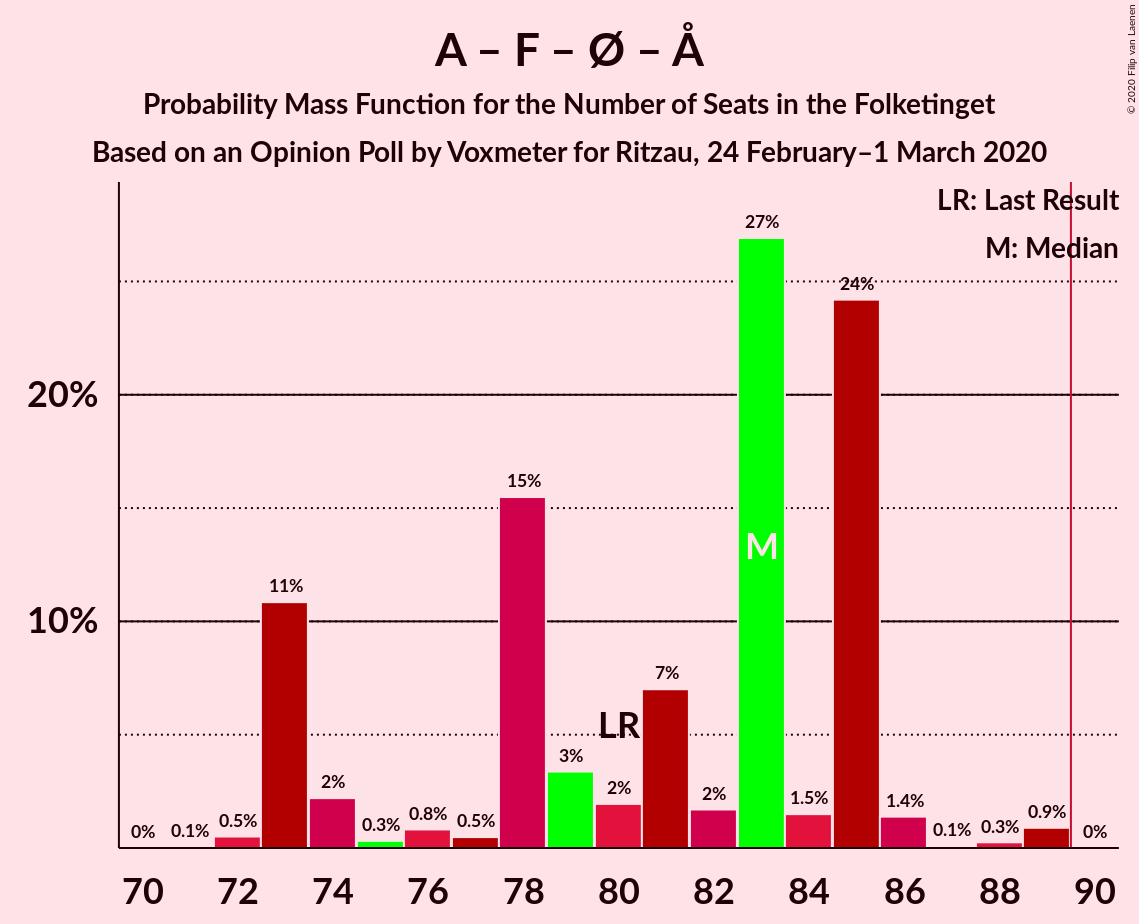 A – F – Ø – Å
Probability Mass Function for the Number of Seats in the Folketinget
Based on an Opinion Poll by Voxmeter for Ritzau, 24 February–1 March 2020
© 2020 Filip van Laenen
LR: Last Result
M: Median
27%
24%
20%
15%
11%
10%
7%
LR
M
3%
2%
2%
2%
1.5%
1.4%
0%
0.1%
0.5%
0.3%
0.8%
0.5%
0.1%
0.3%
0.9%
0%
70 72 74 76 78 80 82 84 86 88 90